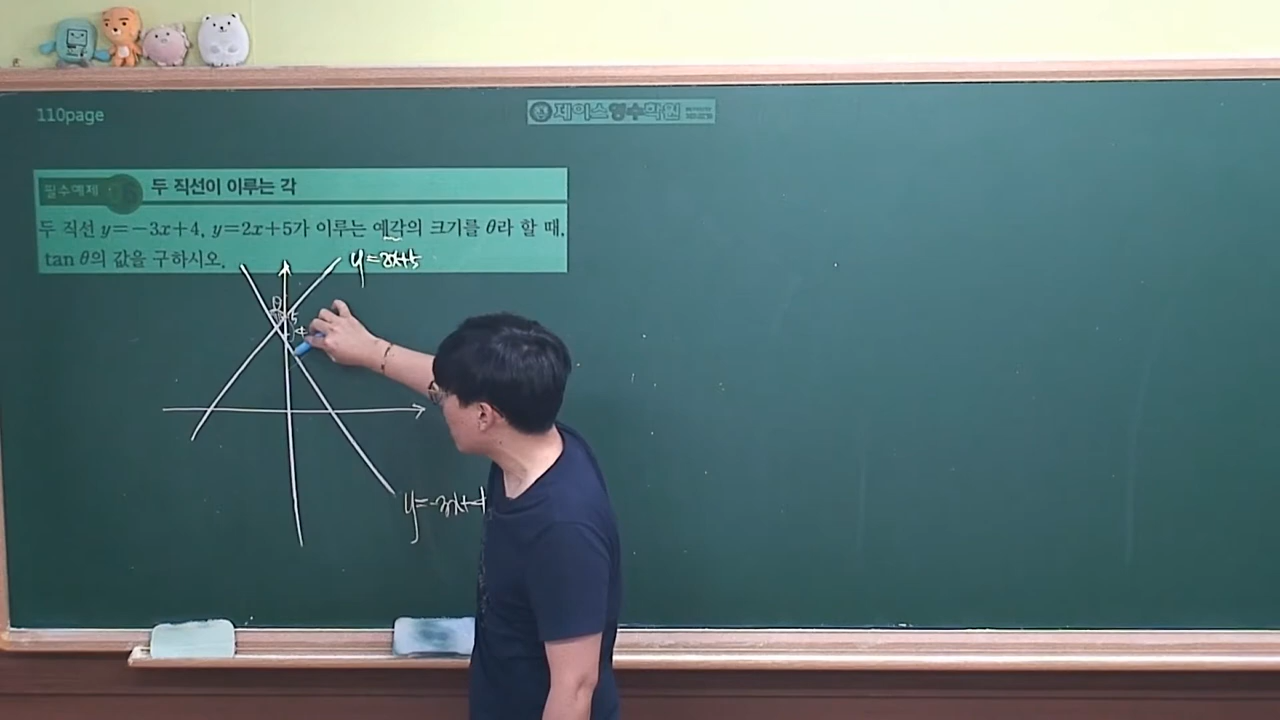 110page
제이스영수학원
필수예제
두 직선이 이루는 각
두 직선 y=-3x+4, y=2x+5가 이루는 예각의 크기를 θ라 할 때,
tan θ의 값을 구하시오.
y=2x+5
θ
5
4
y=-3x+4